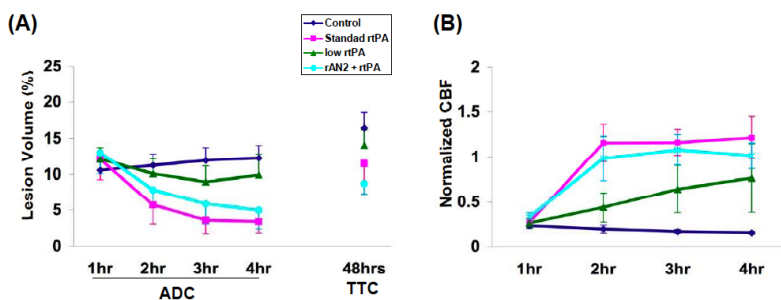 (A)
Control
Standad rtPA
low rtPA
rAN2 + rtPA
Lesion Volume (%)
25
20
15
10
5
0
1hr 2hr 3hr 4hr 48hrs
ADC TTC
(B)
Normalized CBF
2
1.5
1
0.5
0
1hr 2hr 3hr 4hr